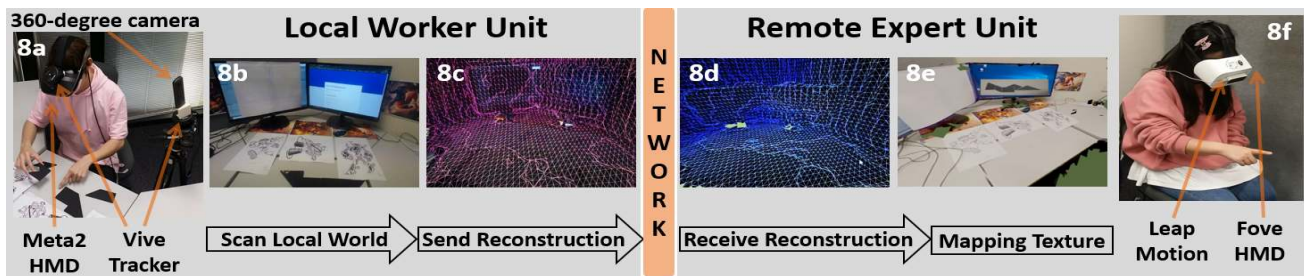 360-degree camera
Local Worker Unit
Remote Expert Unit
8a
8b
8c
8d
8e
8f
NETWORK
Meta2
HMD
Vive
Tracker
Scan Local World
Send Reconstruction
Receive Reconstruction
Mapping Texture
Leap
Motion
Fove
HMD